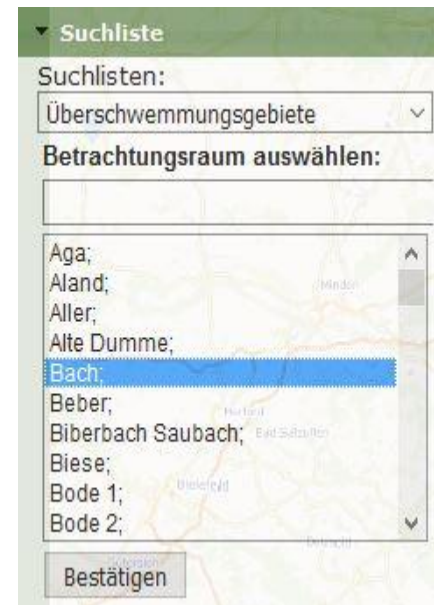 Suchliste
Suchlisten:
Überschwemmungsgebiete
Betrachtungsraum auswählen:
Aga;
Aland;
Aller;
Alte Dumme;
Bach;
Beber;
Biberbach Saubach;
Biese;
Bode 1;
Bode 2;
Bestätigen